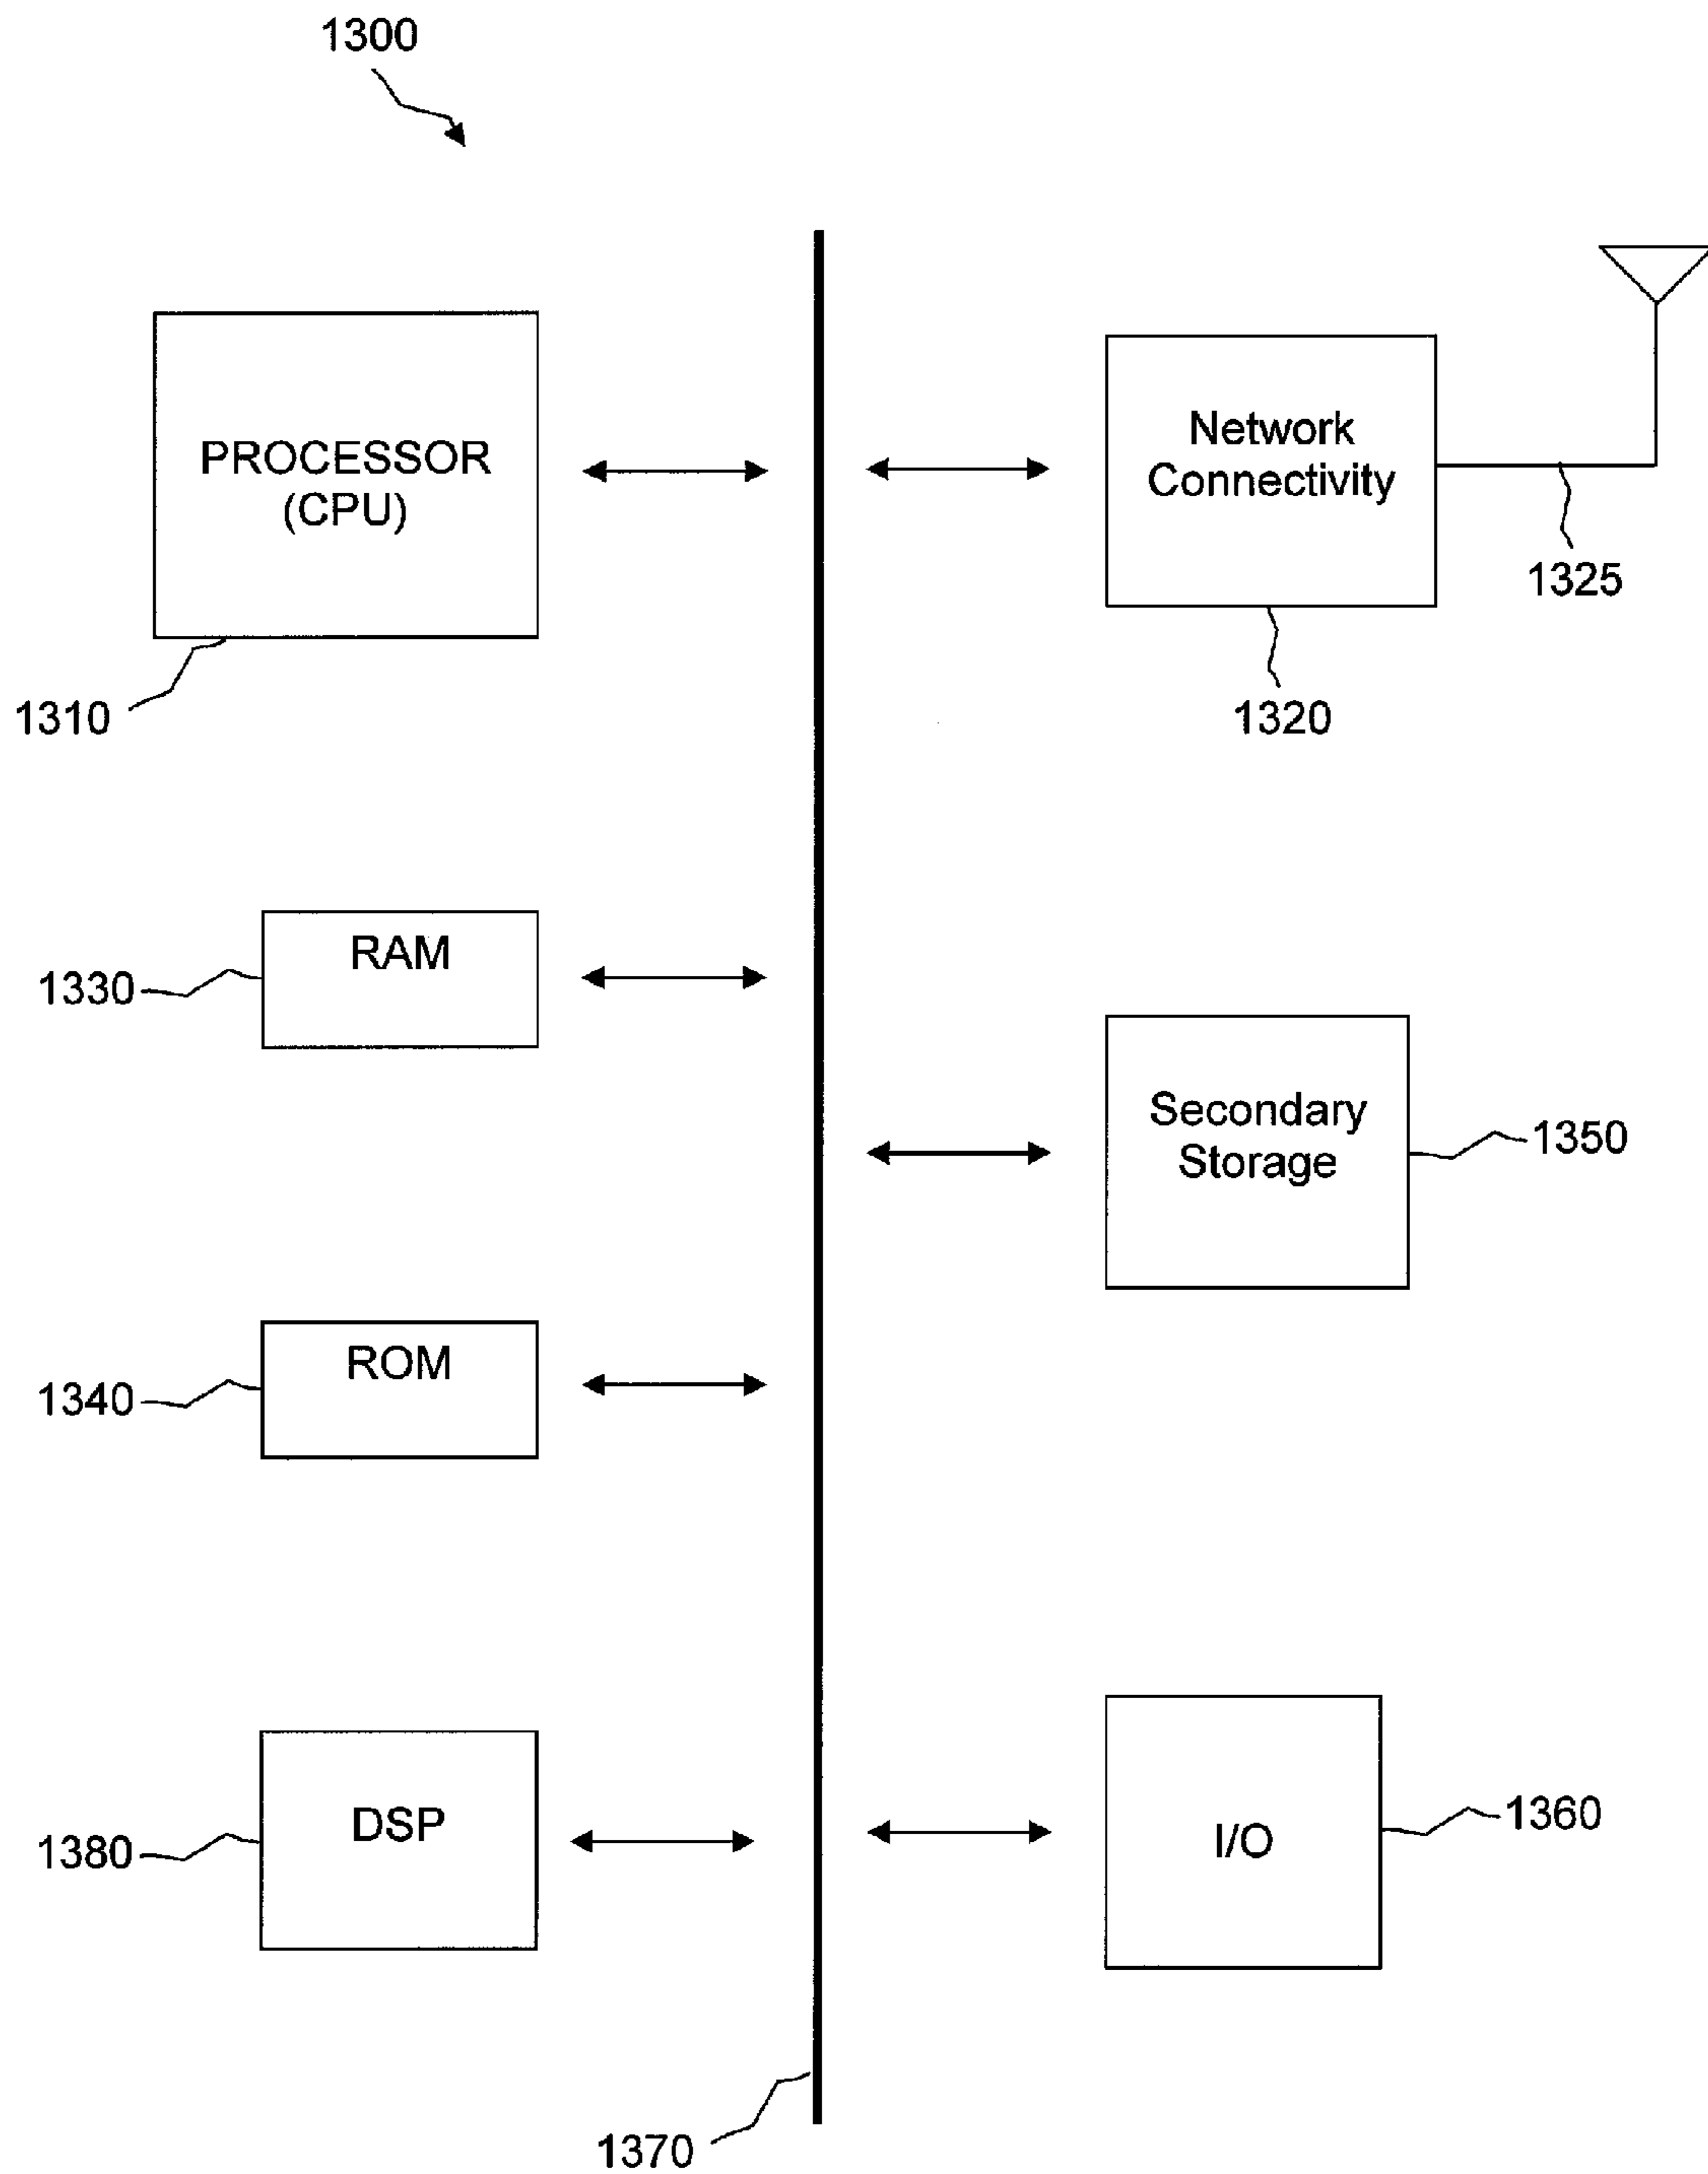 1300
PROCESSOR
(CPU)
1310
Network
Connectivity
1325
1320
RAM
1330
Secondary
Storage
1350
ROM
1340
DSP
1380
I/O
1360
1370